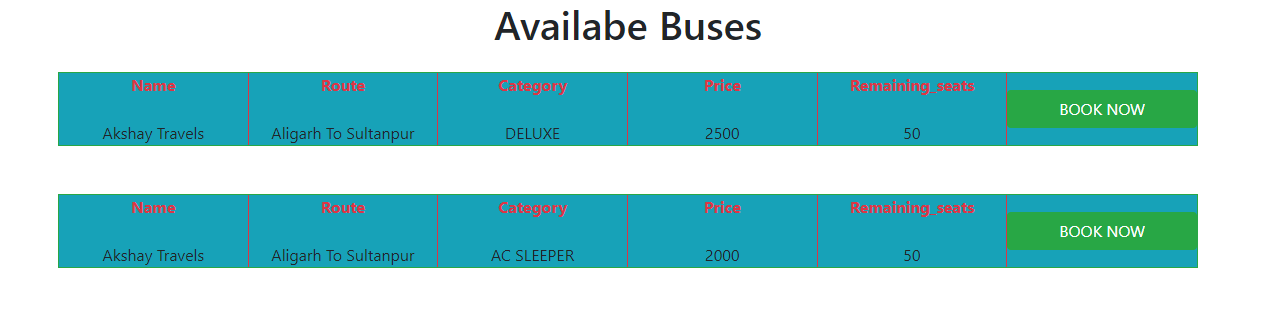 Availabe Buses
Name Route Category Price Remaining_seats
BOOK NOW
Akshay Travels Aligarh To Sultanpur DELUXE 2500 50
Name Route Category Price Remaining_seats
BOOK NOW
Akshay Travels Aligarh To Sultanpur AC SLEEPER 2000 50